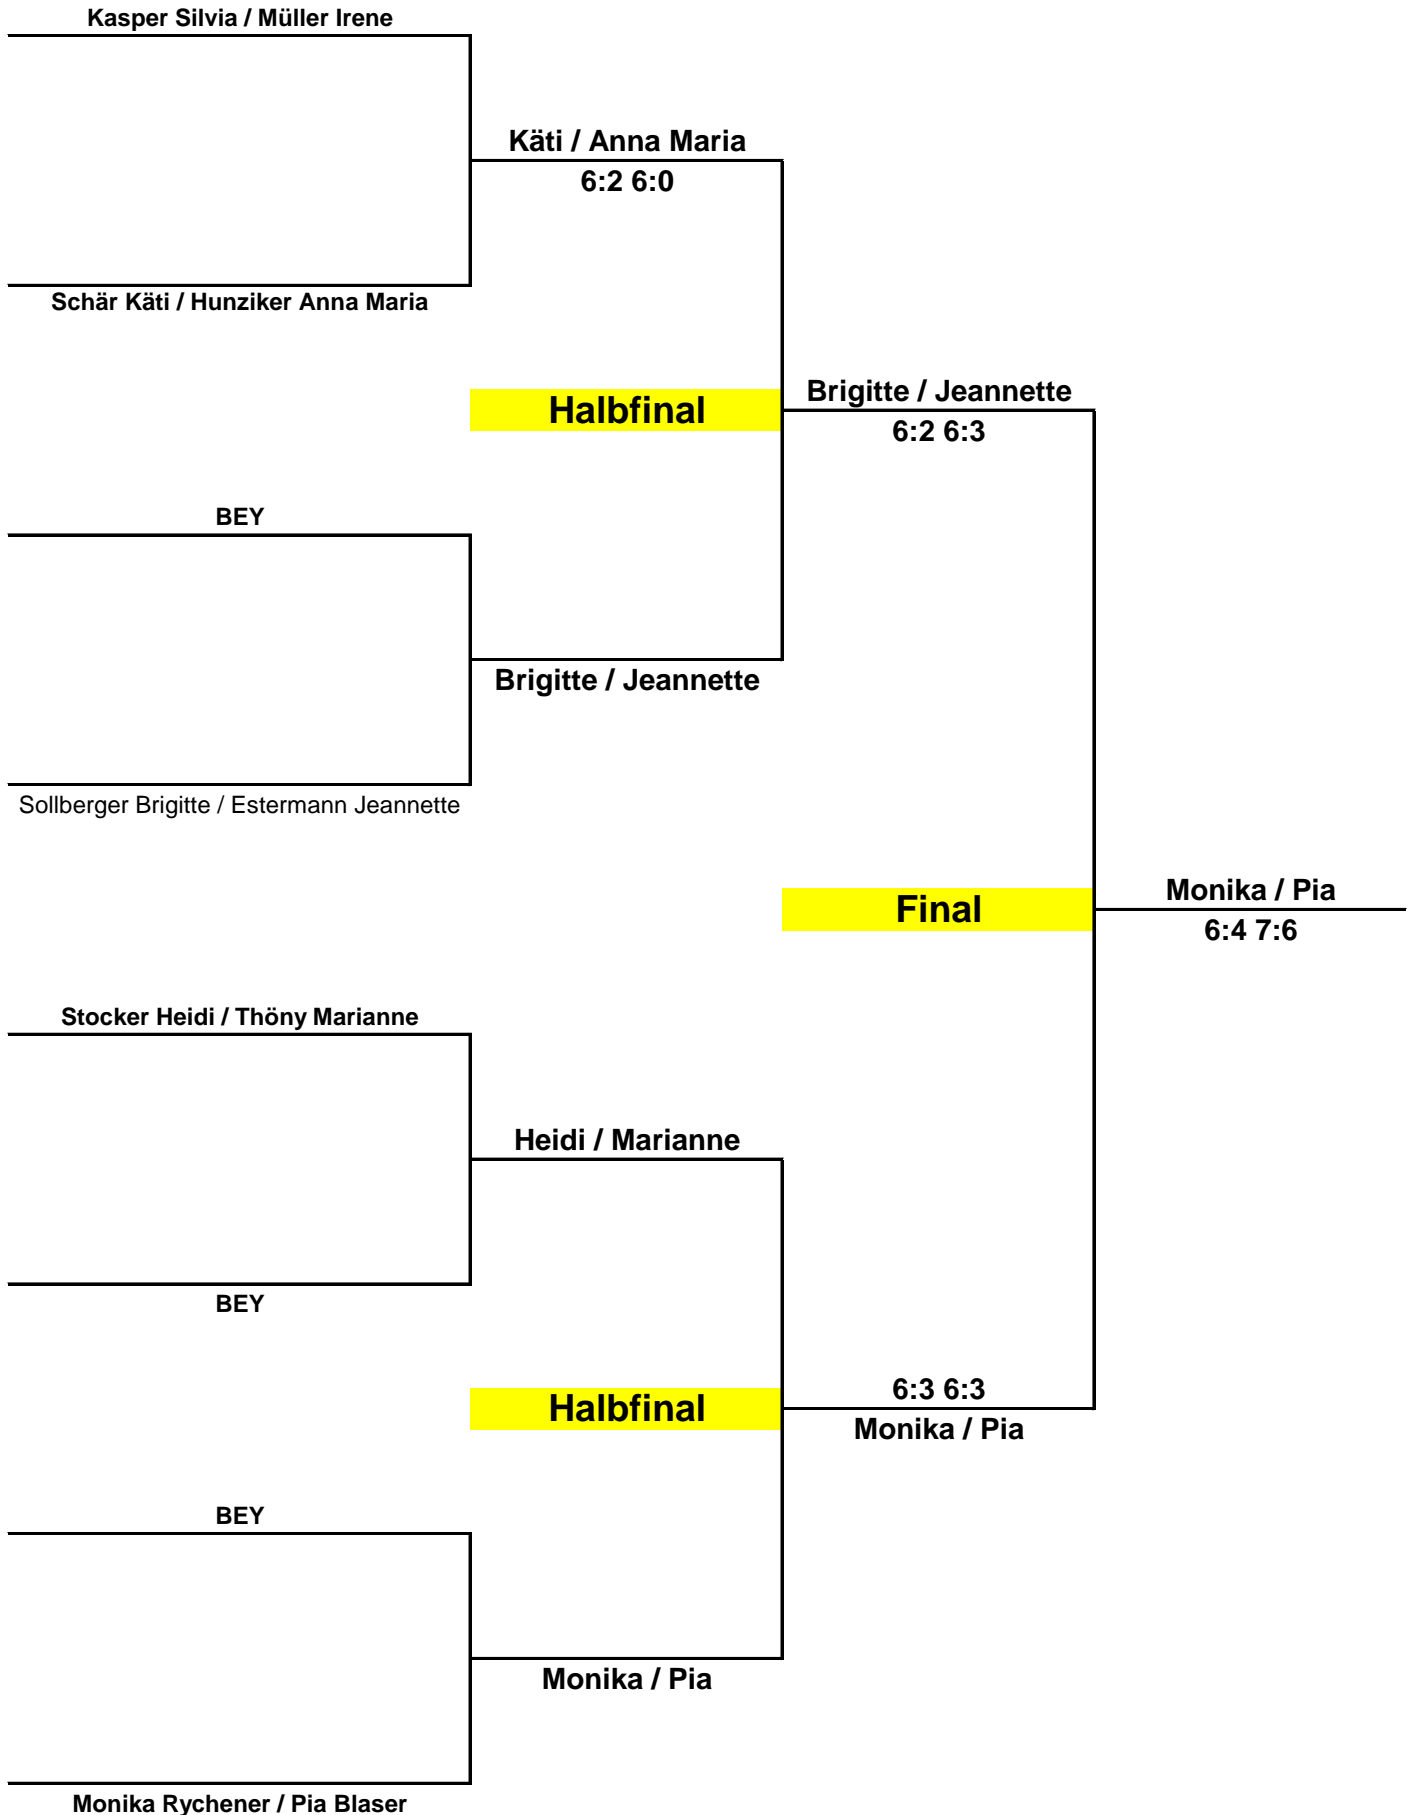 Kasper Silvia / Müller Irene
Käti / Anna Maria
6:2 6:0
Schär Käti / Hunziker Anna Maria
Halbfinal
Brigitte / Jeannette
6:2 6:3
BEY
Brigitte / Jeannette
Sollberger Brigitte / Estermann Jeannette
Final
Monika / Pia
6:4 7:6
Stocker Heidi / Thöny Marianne
Heidi / Marianne
BEY
Halbfinal
6:3 6:3
Monika / Pia
BEY
Monika / Pia
Monika Rychener / Pia Blaser